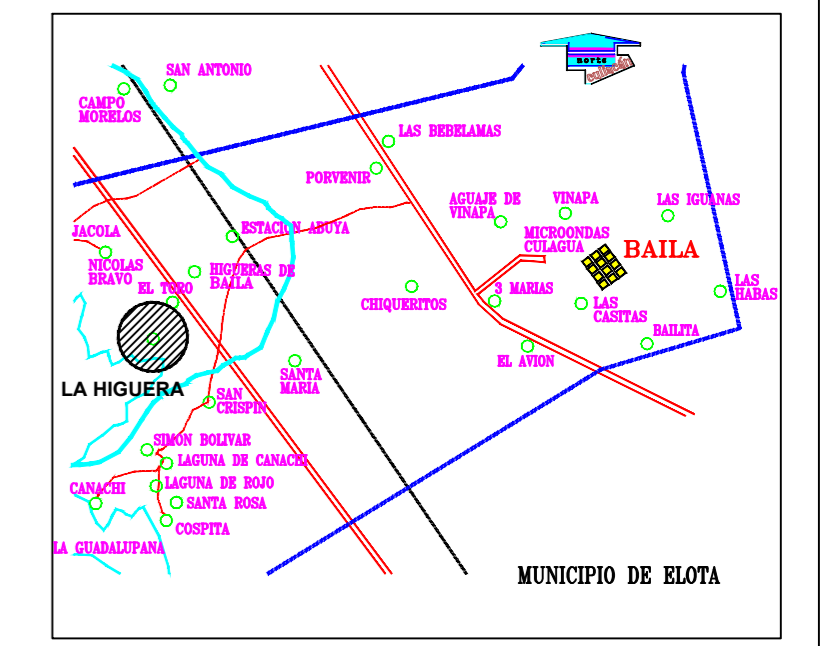 norte
culiacán
SAN ANTONIO
CAMPO
MORELOS
LAS BEBELAMAS
PORVENIR
AGUAJE DE
VINAPA
VINAPA
LAS IGUANAS
JACOLA
ESTACION ABUYA
MICROONDAS
CULAGUA
BAILA
NICOLAS
BRAVO
HIGUERAS DE
BAILA
EL TORO
CHIQUERITOS
3 MARIAS
LAS
CASITAS
LAS
HABAS
BAILITA
EL AVION
LA HIGUERA
SANTA
MARIA
SAN
CRISPIN
SIMON BOLIVAR
LAGUNA DE CANACHI
CANACHI
LAGUNA DE ROJO
SANTA ROSA
COSPITA
LA GUADALUPANA
MUNICIPIO DE ELOTA